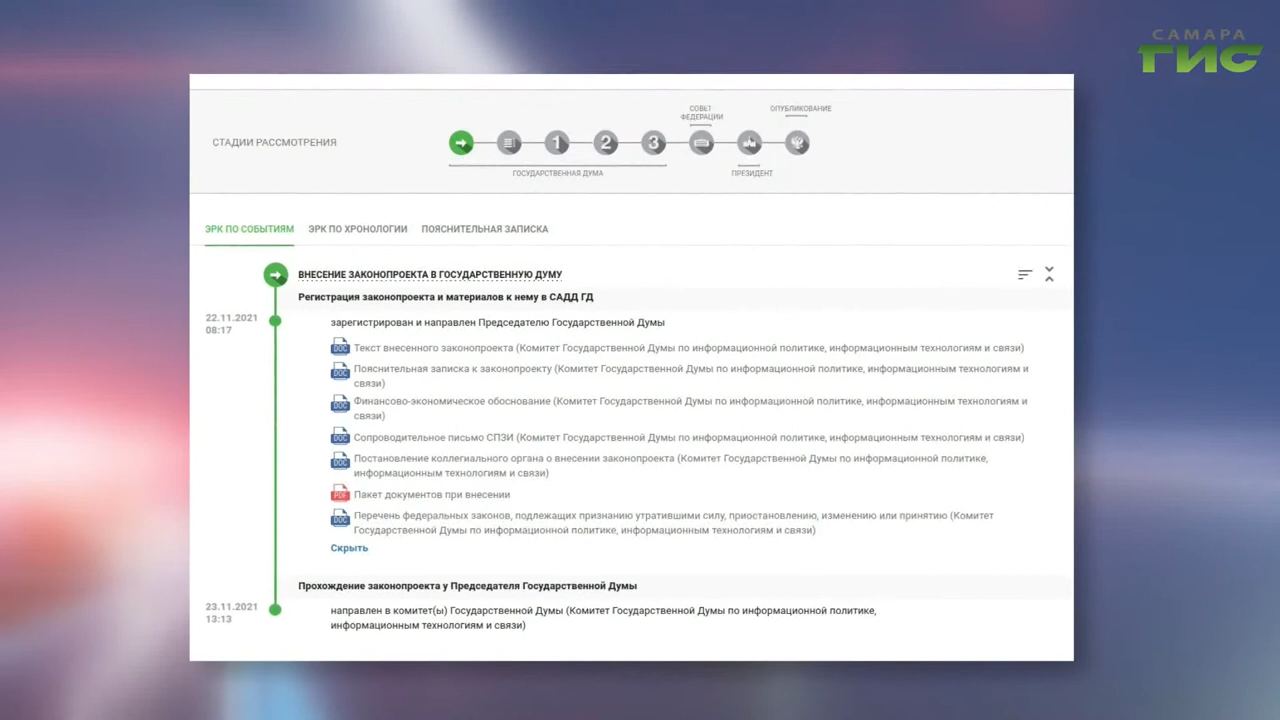 САМАРА
ГИС
СОВЕТ
ФЕДЕРАЦИИ
ОПУБЛИКОВАНИЕ
СТАДИИ РАССМОТРЕНИЯ
1
2
3
ГОСУДАРСТВЕННАЯ ДУМА
ПРЕЗИДЕНТ
ЭРК ПО СОБЫТИЯМ
ЭРК ПО ХРОНОЛОГИИ
ПОЯСНИТЕЛЬНАЯ ЗАПИСКА
ВНЕСЕНИЕ ЗАКОНОПРОЕКТА В ГОСУДАРСТВЕННУЮ ДУМУ
Регистрация законопроекта и материалов к нему в САДД ГД
22.11.2021
08:17
зарегистрирован и направлен Председателю Государственной Думы
DOC Текст внесенного законопроекта (Комитет Государственной Думы по информационной политике, информационным технологиям и связи)
DOC Пояснительная записка к законопроекту (Комитет Государственной Думы по информационной политике, информационным технологиям и
связи)
DOC Финансово-экономическое обоснование (Комитет Государственной Думы по информационной политике, информационным технологиям и
связи)
DOC Сопроводительное письмо СПЗИ (Комитет Государственной Думы по информационной политике, информационным технологиям и связи)
DOC Постановление коллегиального органа о внесении законопроекта (Комитет Государственной Думы по информационной политике,
информационным технологиям и связи)
PDF Пакет документов при внесении
DOC Перечень федеральных законов, подлежащих признанию утратившими силу, приостановлению, изменению или принятию (Комитет
Государственной Думы по информационной политике, информационным технологиям и связи)
Скрыть
Прохождение законопроекта у Председателя Государственной Думы
23.11.2021
13:13
направлен в комитет(ы) Государственной Думы (Комитет Государственной Думы по информационной политике,
информационным технологиям и связи)